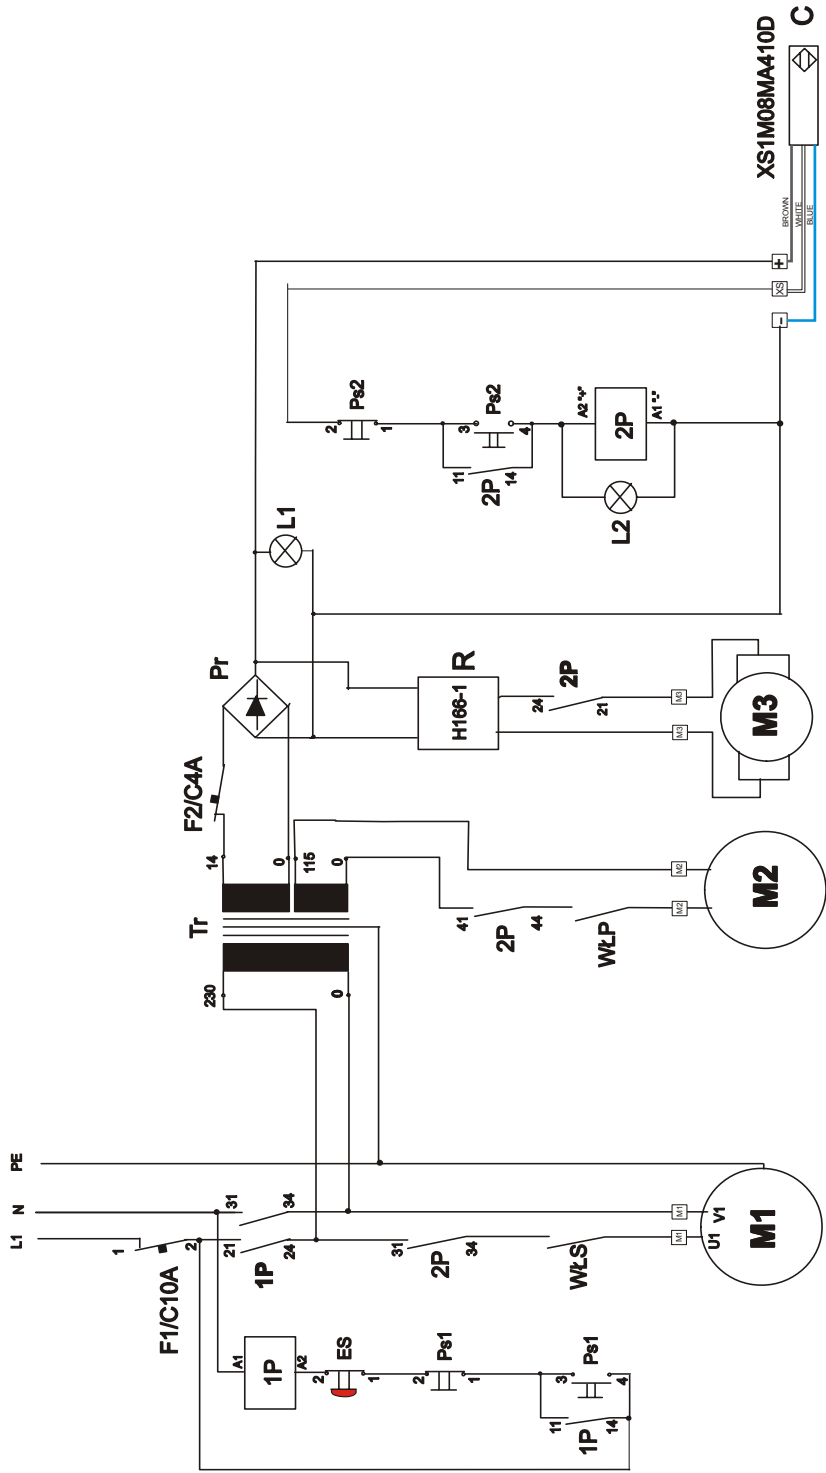 L1
N
PE
1
F1/C10A
2
A1
1P
A2
2
ES
1
2
Ps1
1
3
Ps1
4
11
1P
14
21
1P
24
31
34
31
2P
34
WŁS
M1
M1
U1
V1
M1
230
0
Tr
14
0
115
0
F2/C4A
Pr
41
2P
44
WŁP
M2
M2
M2
H166-1
R
24
2P
21
M3
M3
M3
L1
2
Ps2
1
3
Ps2
4
11
2P
14
A2 "+"
2P
A1 "-"
L2
+
XS
-
BROWN
WHITE
BLUE
XS1M08MA410D
C